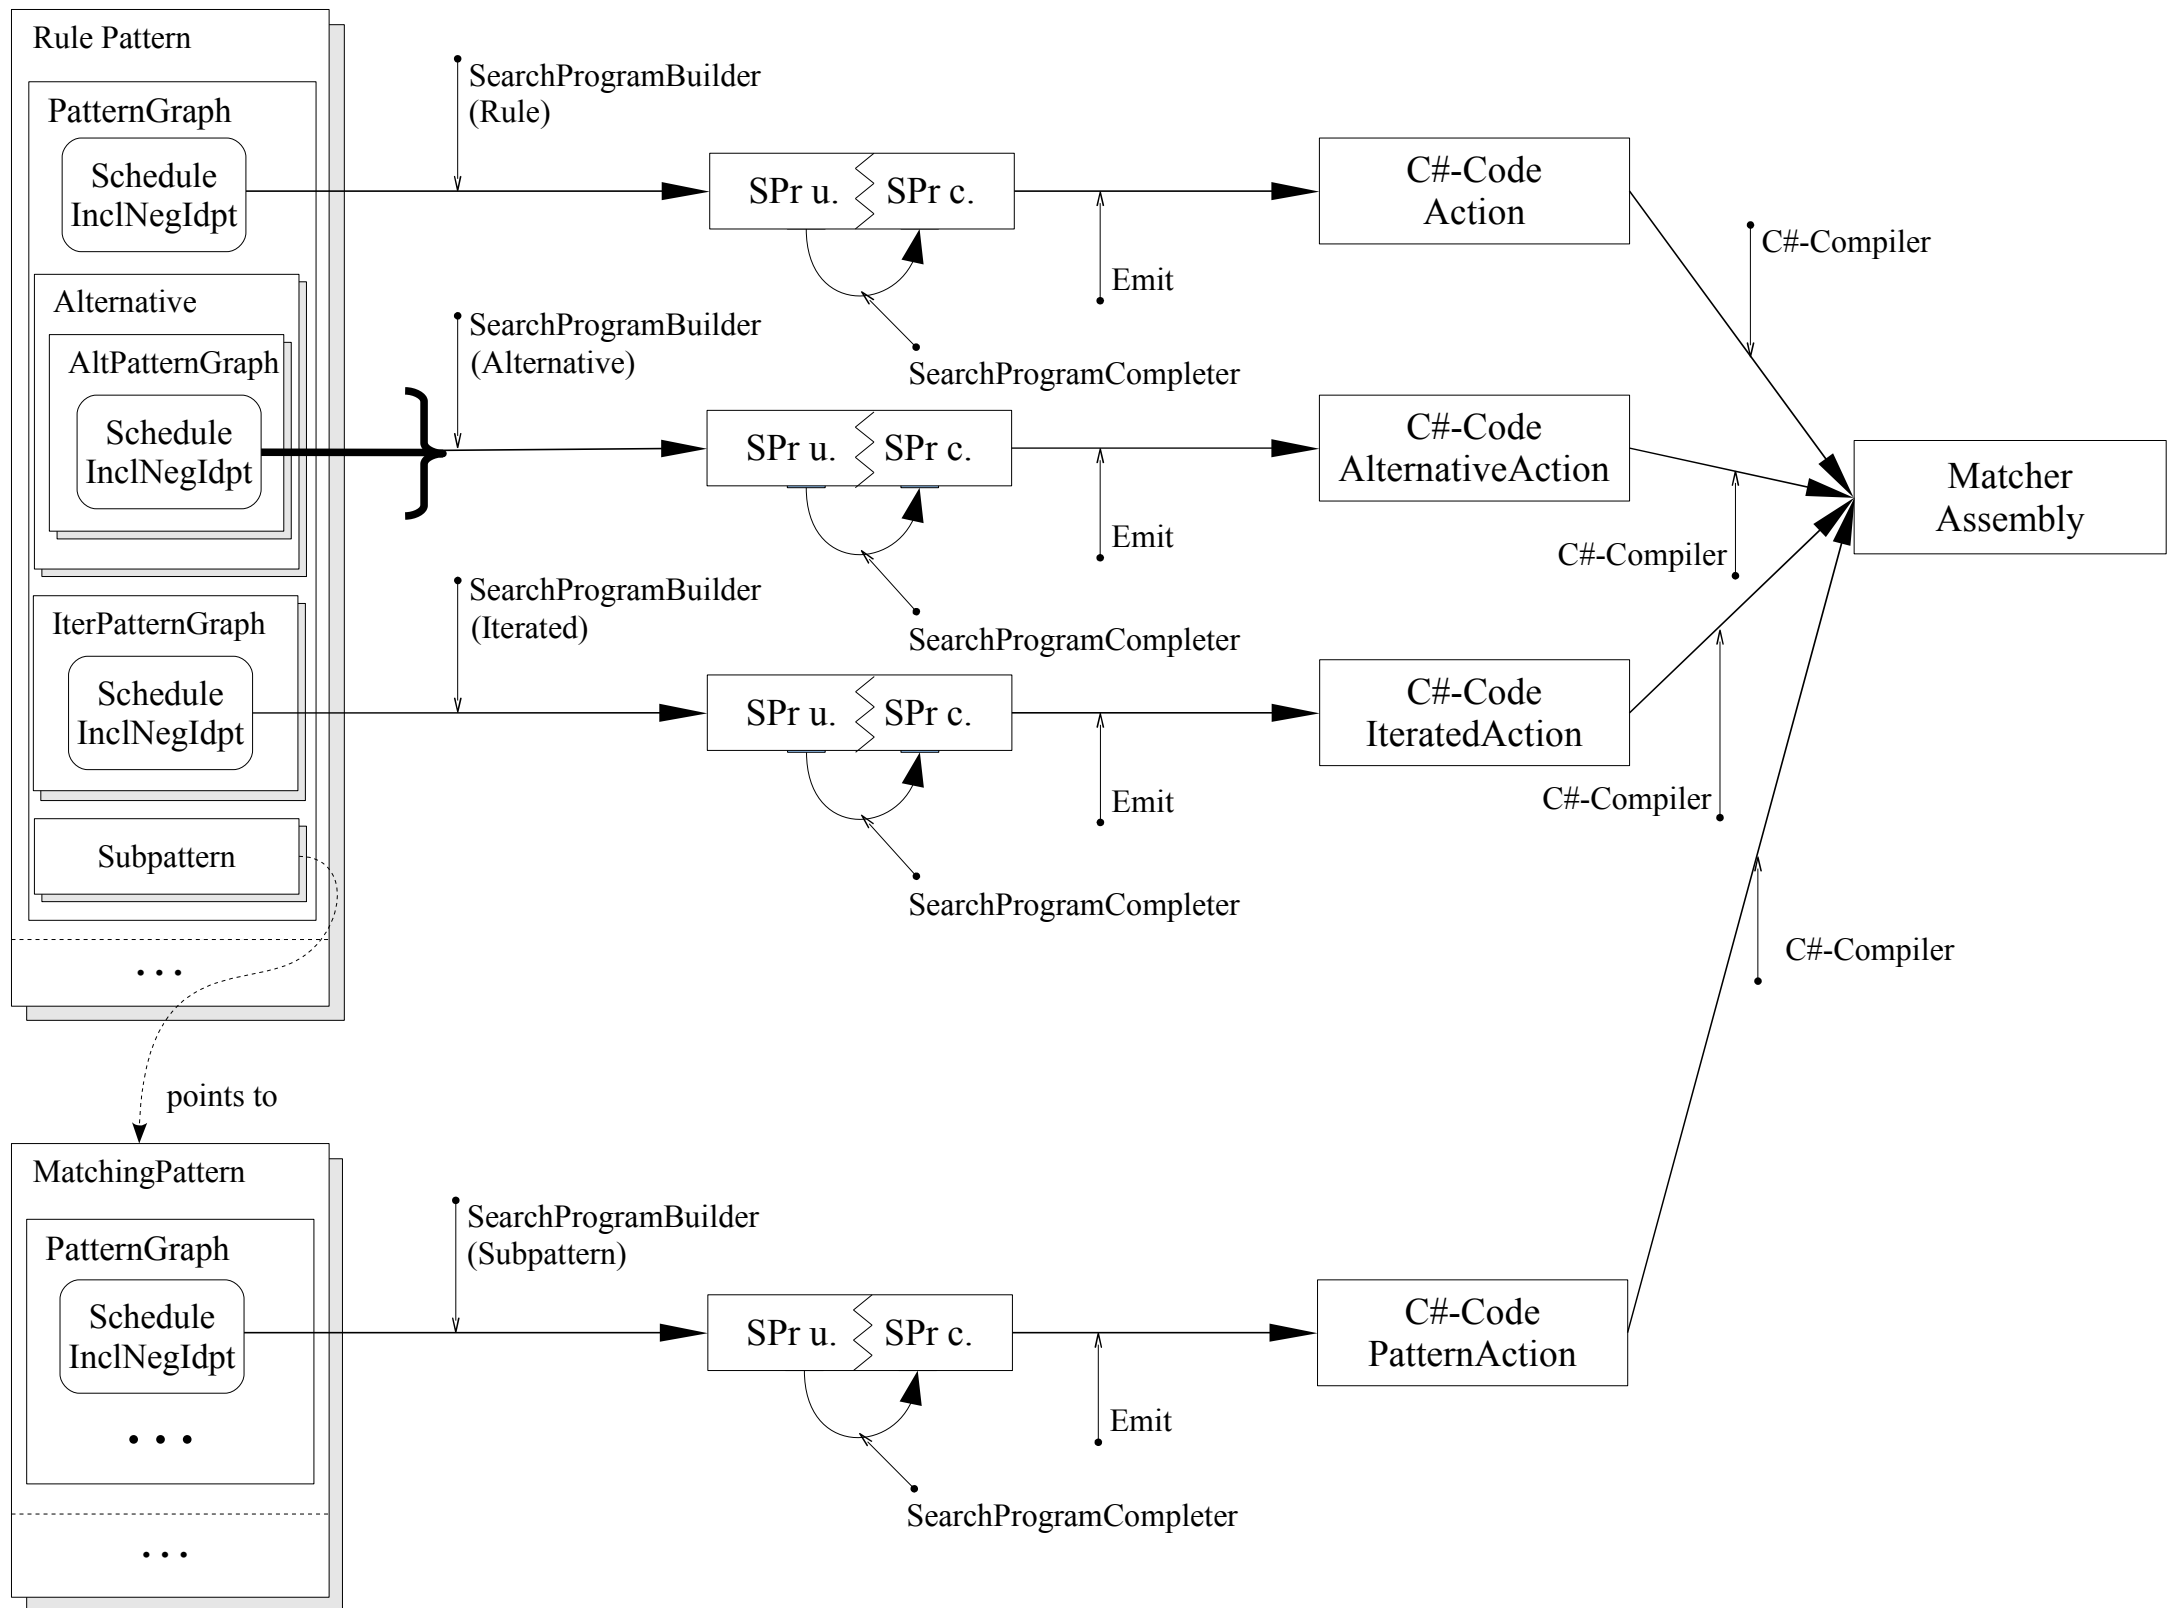 Rule Pattern
PatternGraph
Schedule
InclNegIdpt
SearchProgramBuilder
(Rule)
SPr u.
SPr c.
SearchProgramCompleter
Emit
C#-Code
Action
C#-Compiler
Alternative
AltPatternGraph
Schedule
InclNegIdpt
SearchProgramBuilder
(Alternative)
SPr u.
SPr c.
SearchProgramCompleter
Emit
C#-Code
AlternativeAction
C#-Compiler
Matcher
Assembly
IterPatternGraph
Schedule
InclNegIdpt
SearchProgramBuilder
(Iterated)
SPr u.
SPr c.
SearchProgramCompleter
Emit
C#-Code
IteratedAction
C#-Compiler
Subpattern
. . .
points to
C#-Compiler
MatchingPattern
PatternGraph
Schedule
InclNegIdpt
. . .
. . .
SearchProgramBuilder
(Subpattern)
SPr u.
SPr c.
SearchProgramCompleter
Emit
C#-Code
PatternAction